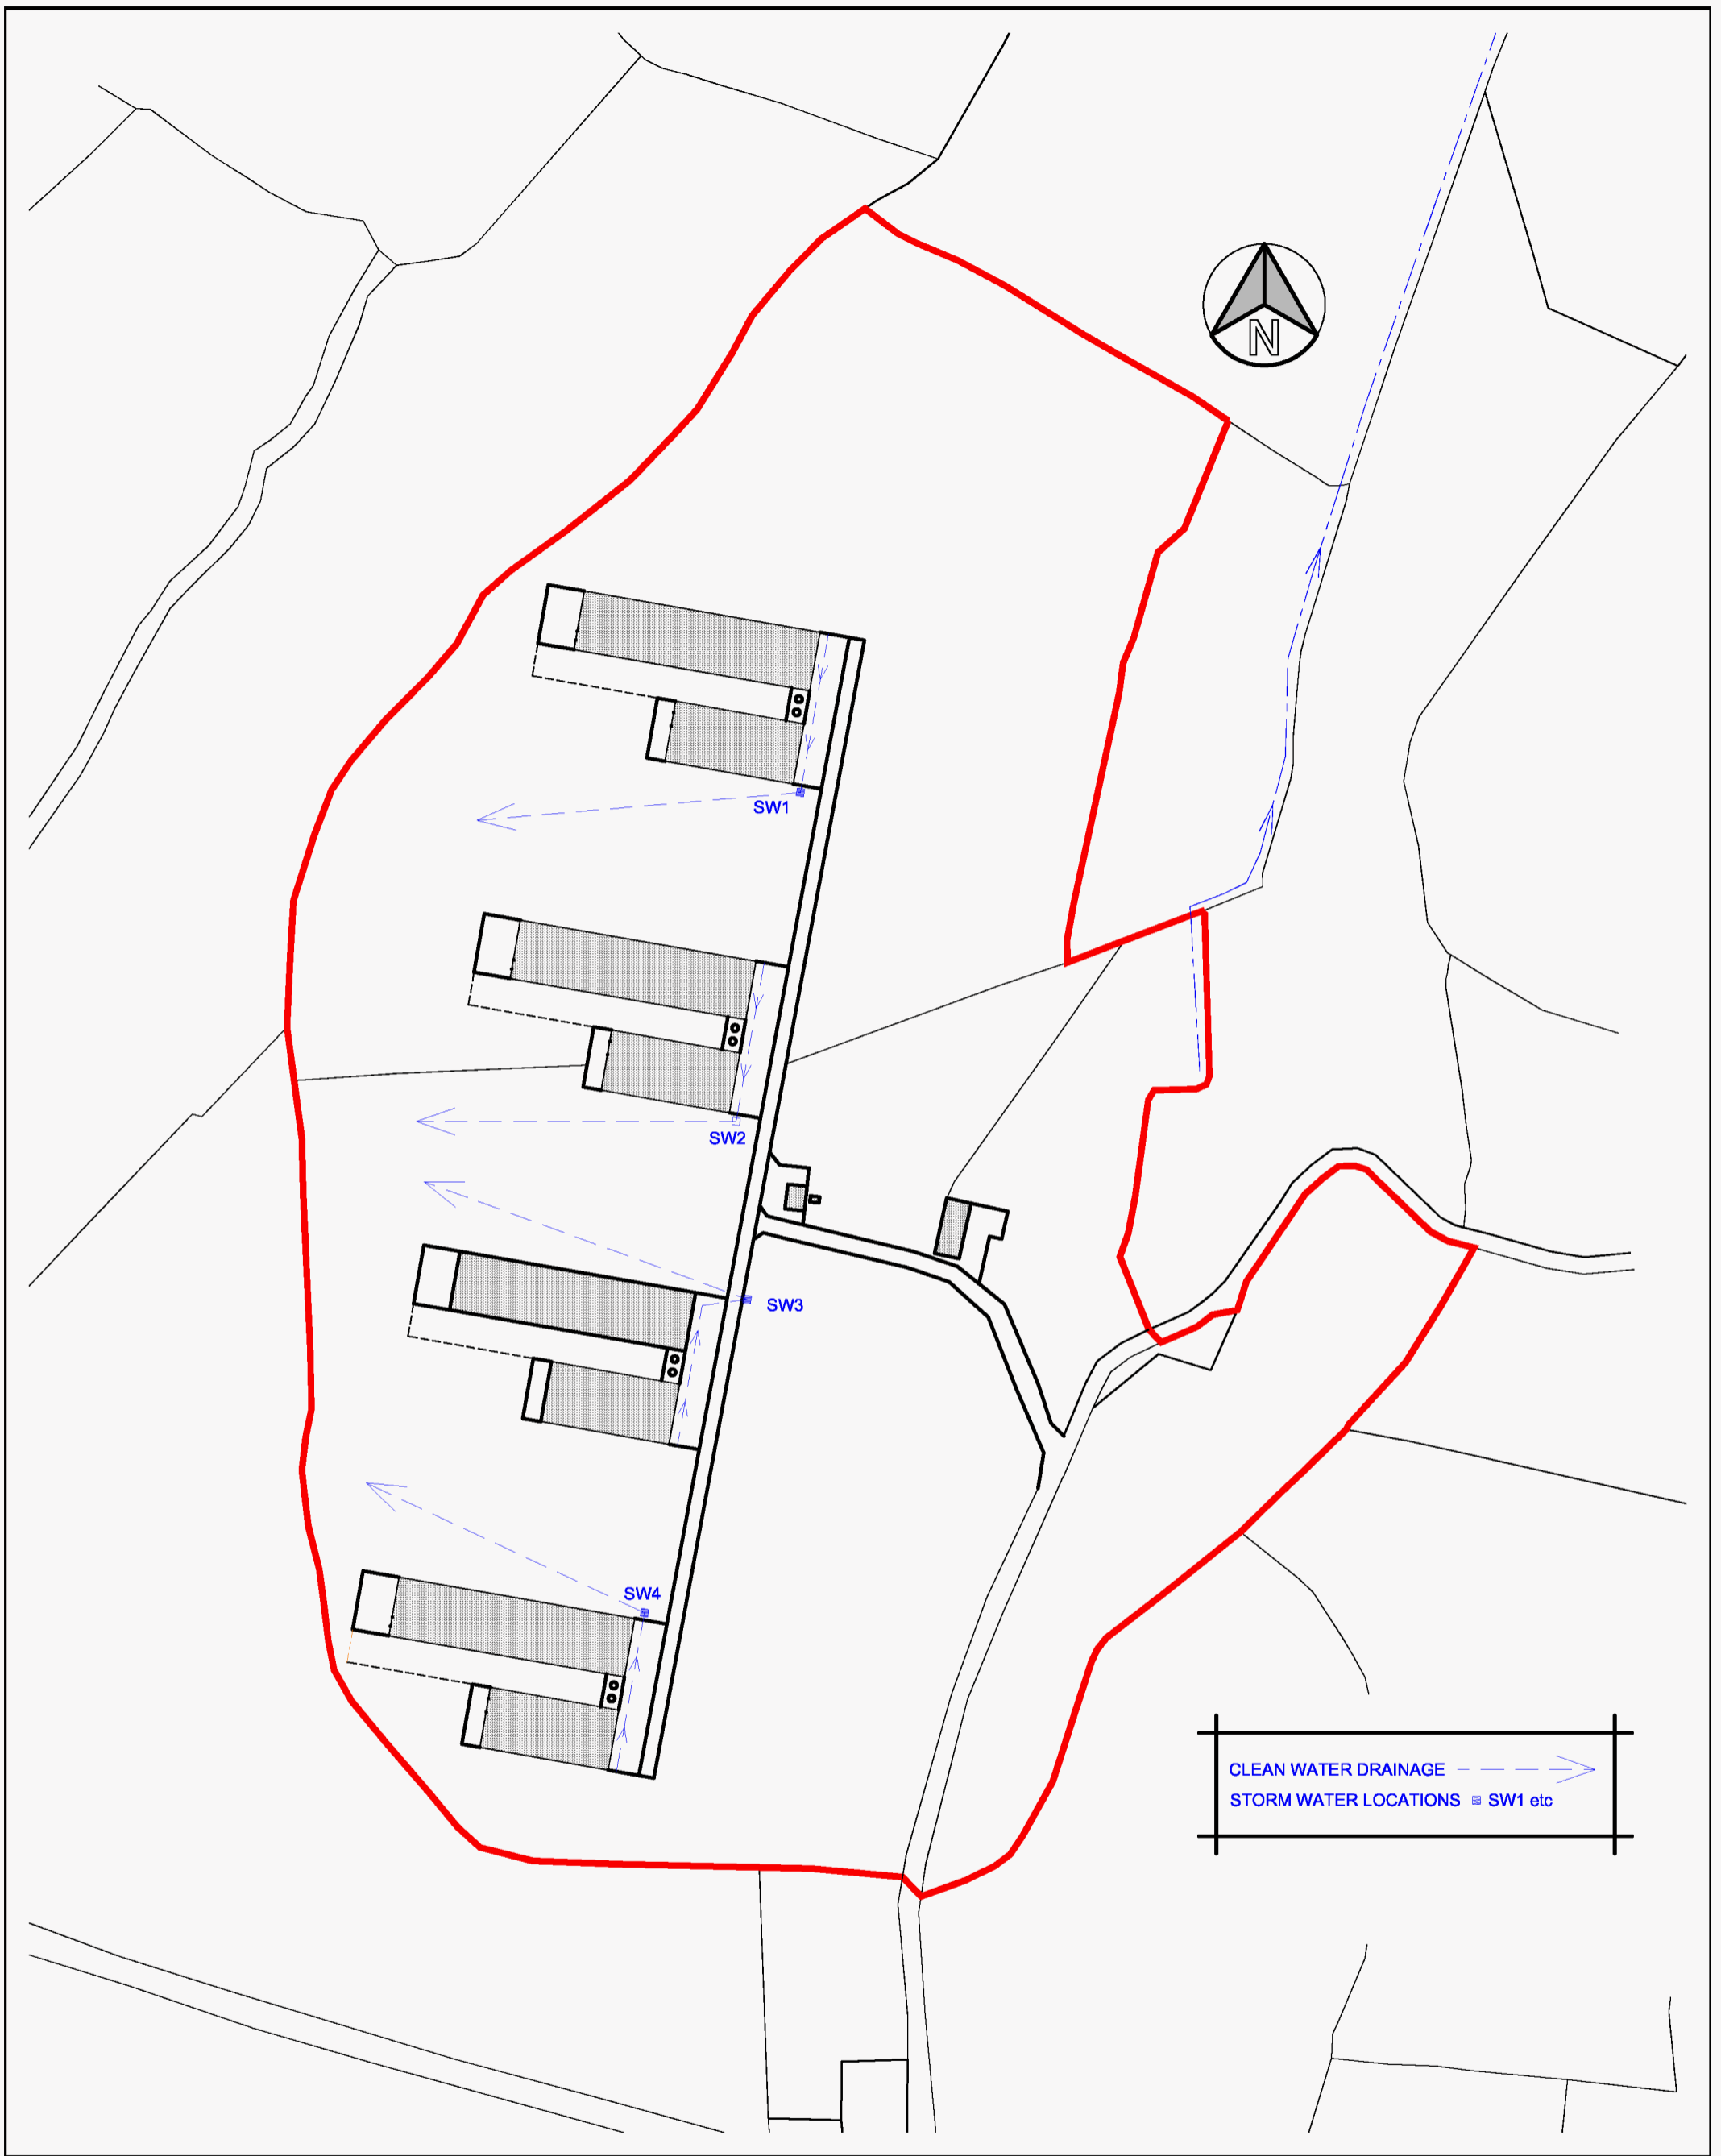 N
SW1
SW2
SW3
SW4
CLEAN WATER DRAINAGE
STORM WATER LOCATIONS SW1 etc